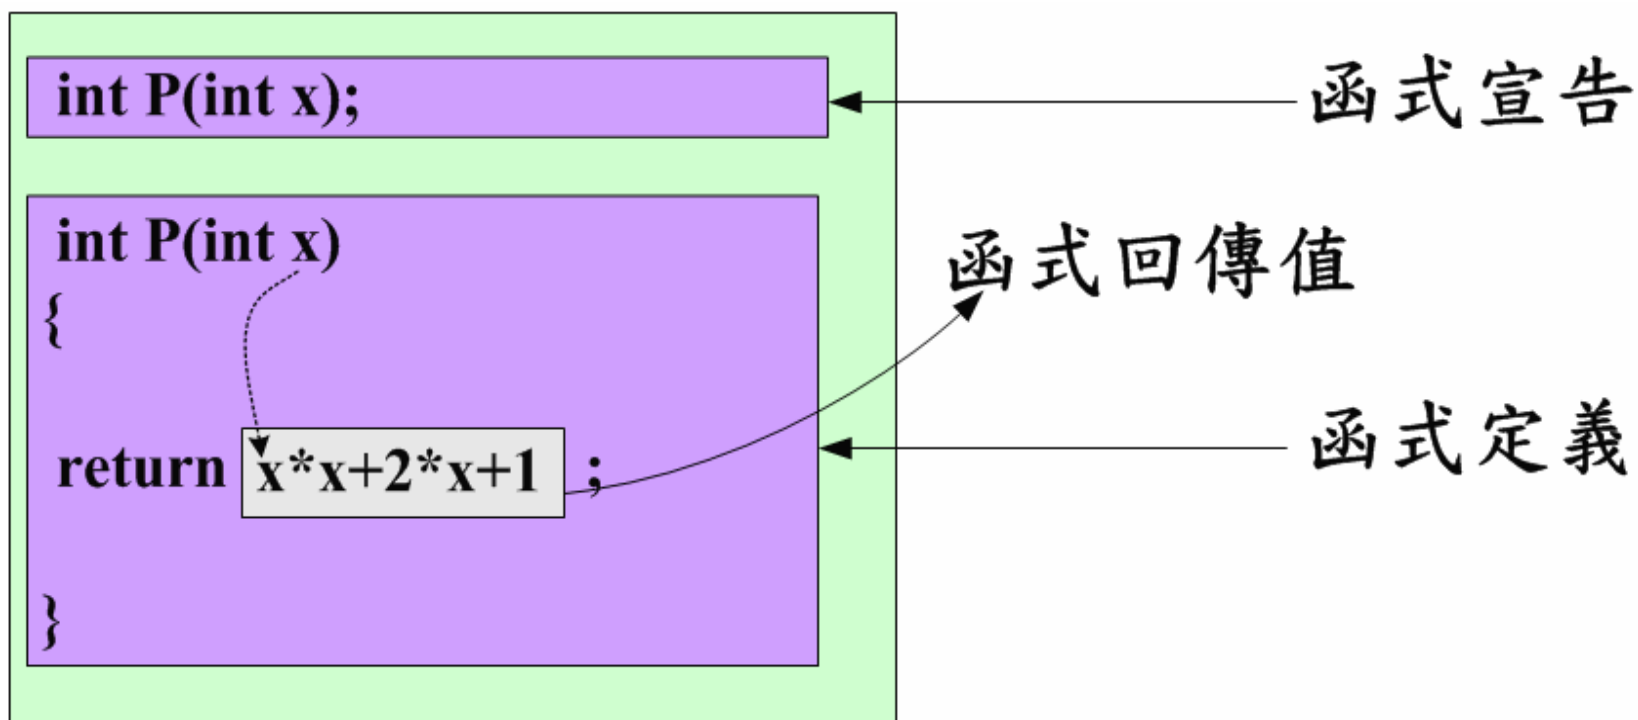 int P(int x);
函式宣告
int P(int x)
函式回傳值
{
return x*x+2*x+1 ;
函式定義
}